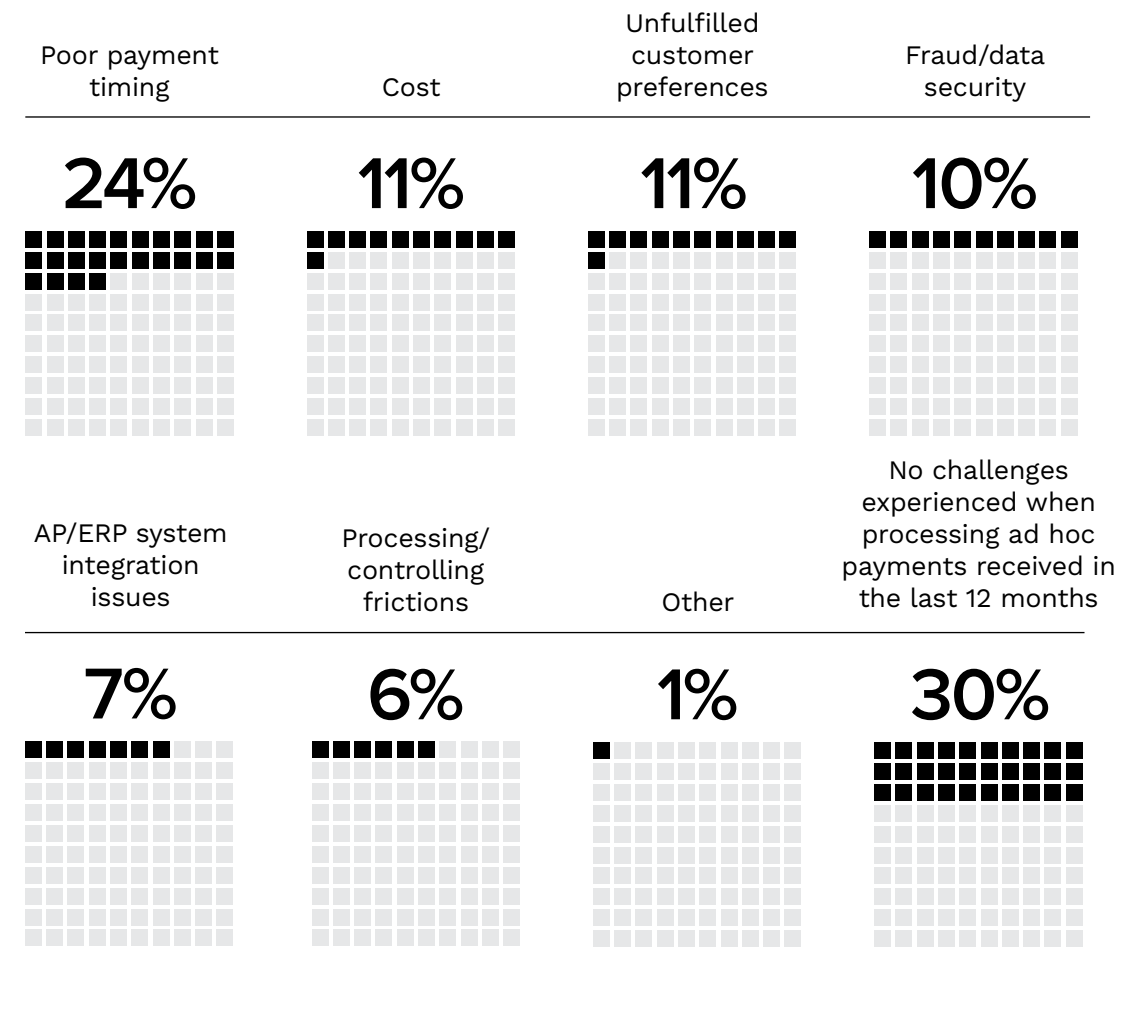 Poor payment
timing
Cost
Unfulfilled
customer
preferences
Fraud/data
security
24%
11%
11%
10%
AP/ERP system
integration
issues
Processing/
controlling
frictions
Other
No challenges
experienced when
processing ad hoc
payments received in
the last 12 months
7%
6%
1%
30%